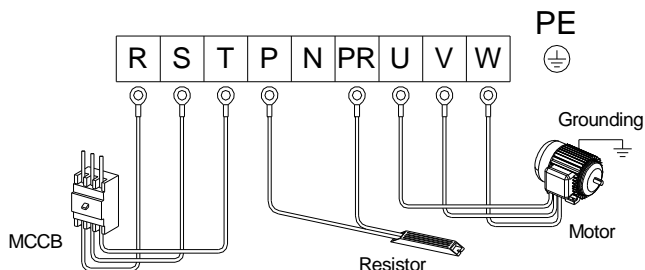 PE
R S T P N PR U V W
Grounding
MCCB
Motor
Resistor